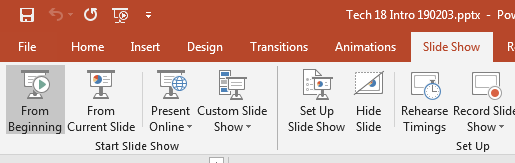 Tech 18 Intro 190203.pptx - Pow
File Home Insert Design Transitions Animations Slide Show Re
From Beginning
From Current Slide
Present Online
Custom Slide Show
Set Up Slide Show
Hide Slide
Rehearse Timings
Record Slide Show
Start Slide Show
Set Up